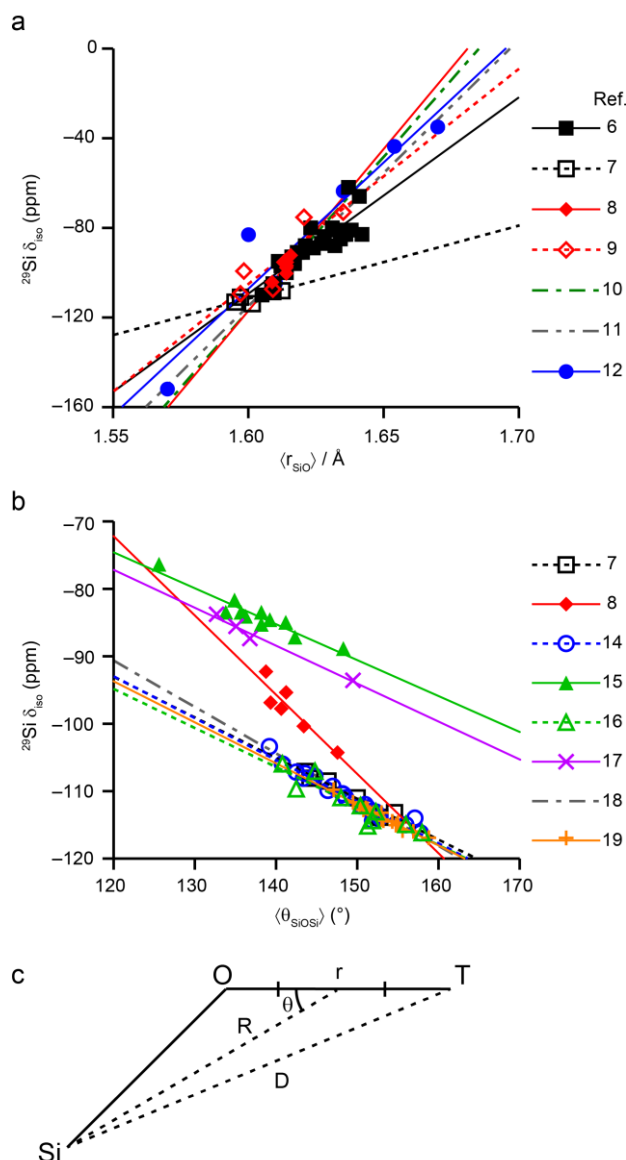 a
0
−40
−80
−120
−160
²⁹Si δiso (ppm)
1.55 1.60 1.65 1.70
⟨rSiO⟩ / Å
Ref.
6
7
8
9
10
11
12
b
−70
−80
−90
−100
−110
−120
²⁹Si δiso (ppm)
120 130 140 150 160 170
⟨θSiOSi⟩ (°)
7
8
14
15
16
17
18
19
c
O r T
θ
R
D
Si